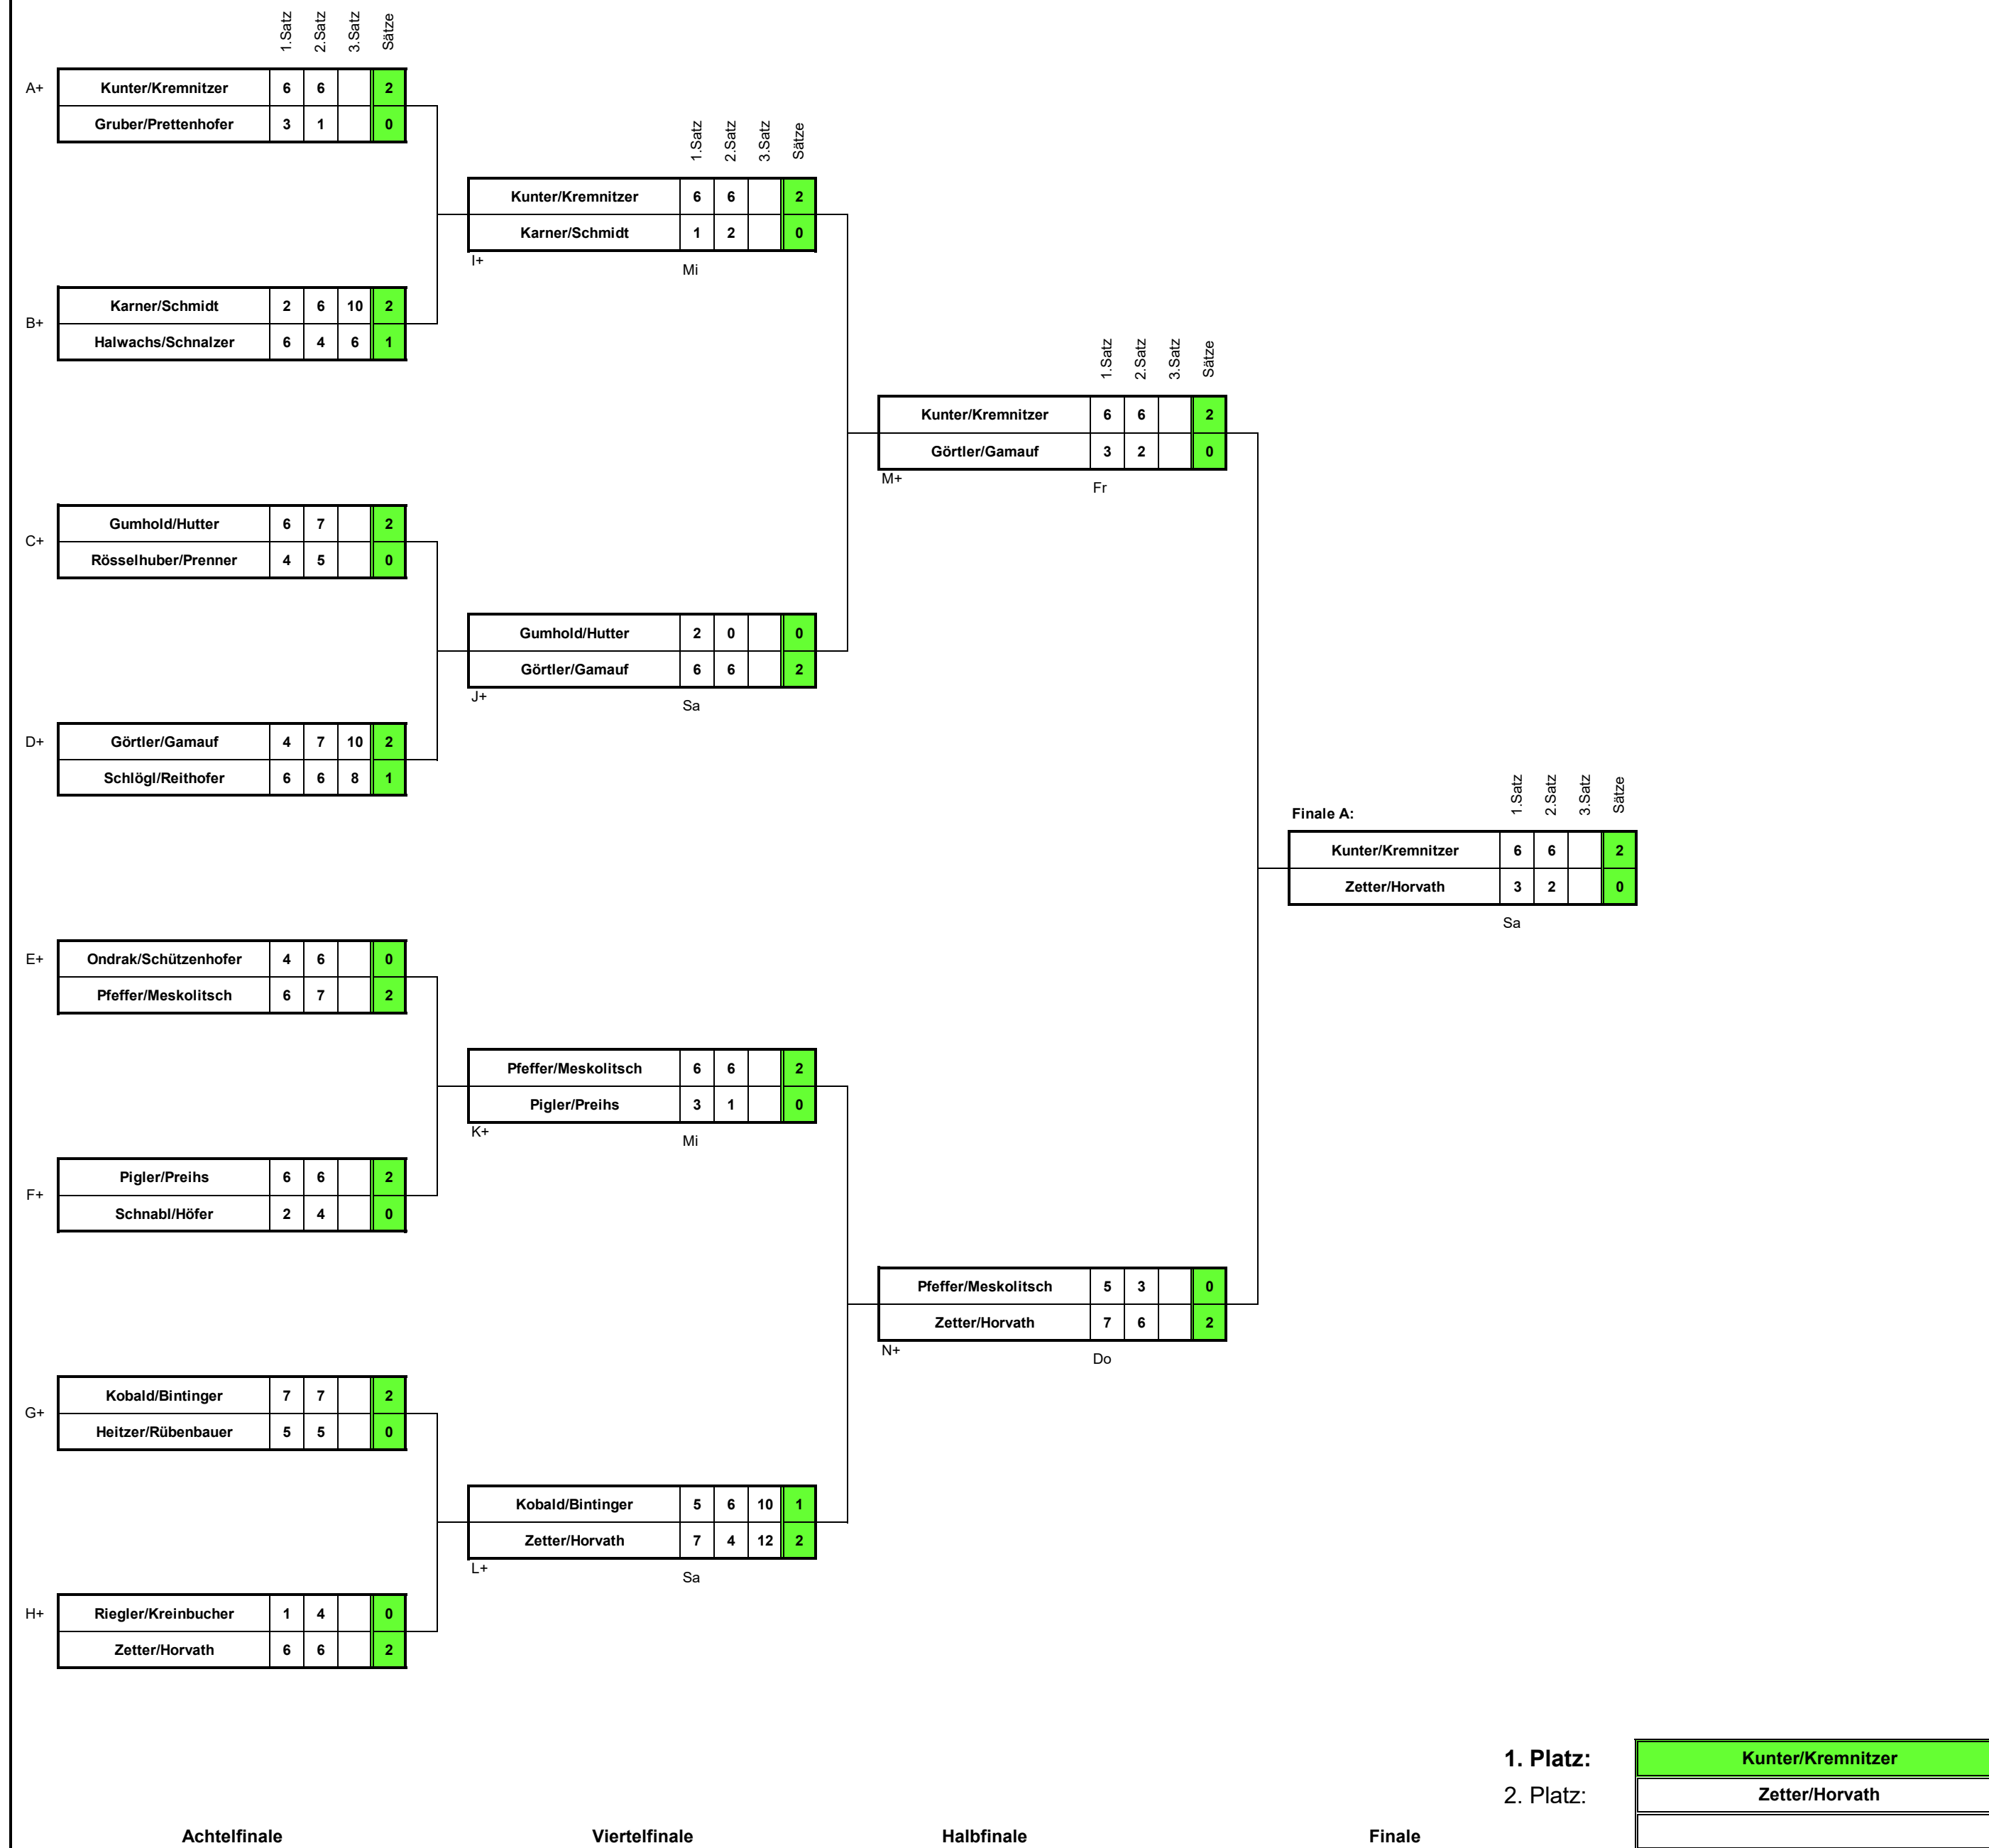 1.Satz 2.Satz 3.Satz Sätze
A+ Kunter/Kremnitzer 6 6 2
Gruber/Prettenhofer 3 1 0
1.Satz 2.Satz 3.Satz Sätze
Kunter/Kremnitzer 6 6 2
Karner/Schmidt 1 2 0
I+ Mi
B+ Karner/Schmidt 2 6 10 2
Halwachs/Schnalzer 6 4 6 1
1.Satz 2.Satz 3.Satz Sätze
Kunter/Kremnitzer 6 6 2
Görtler/Gamauf 3 2 0
M+ Fr
C+ Gumhold/Hutter 6 7 2
Rösselhuber/Prenner 4 5 0
Gumhold/Hutter 2 0 0
Görtler/Gamauf 6 6 2
J+ Sa
D+ Görtler/Gamauf 4 7 10 2
Schlögl/Reithofer 6 6 8 1
Finale A: 1.Satz 2.Satz 3.Satz Sätze
Kunter/Kremnitzer 6 6 2
Zetter/Horvath 3 2 0
Sa
E+ Ondrak/Schützenhofer 4 6 0
Pfeffer/Meskolitsch 6 7 2
Pfeffer/Meskolitsch 6 6 2
Pigler/Preihs 3 1 0
K+ Mi
F+ Pigler/Preihs 6 6 2
Schnabl/Höfer 2 4 0
Pfeffer/Meskolitsch 5 3 0
Zetter/Horvath 7 6 2
N+ Do
G+ Kobald/Bintinger 7 7 2
Heitzer/Rübenbauer 5 5 0
Kobald/Bintinger 5 6 10 1
Zetter/Horvath 7 4 12 2
L+ Sa
H+ Riegler/Kreinbucher 1 4 0
Zetter/Horvath 6 6 2
1. Platz: Kunter/Kremnitzer
2. Platz: Zetter/Horvath
Achtelfinale Viertelfinale Halbfinale Finale